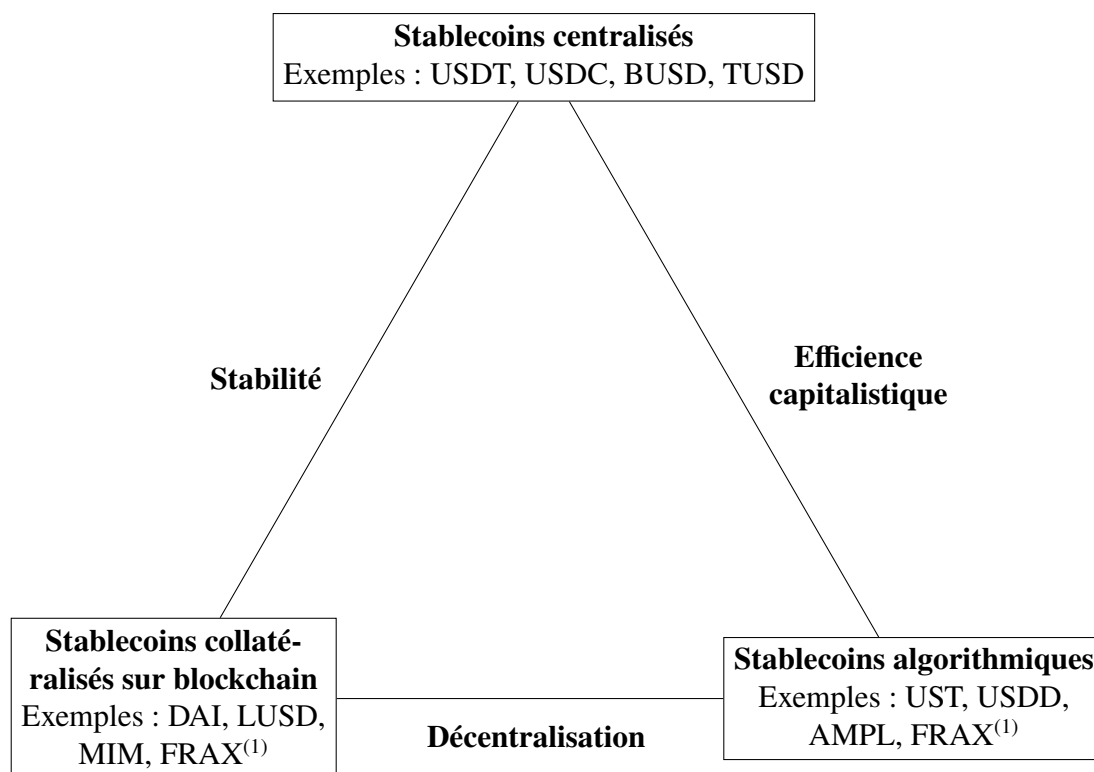 Stablecoins centralisés
Exemples : USDT, USDC, BUSD, TUSD
Stabilité
Efficience
capitalistique
Stablecoins collaté-
ralisés sur blockchain
Exemples : DAI, LUSD,
MIM, FRAX(1)
Décentralisation
Stablecoins algorithmiques
Exemples : UST, USDD,
AMPL, FRAX(1)